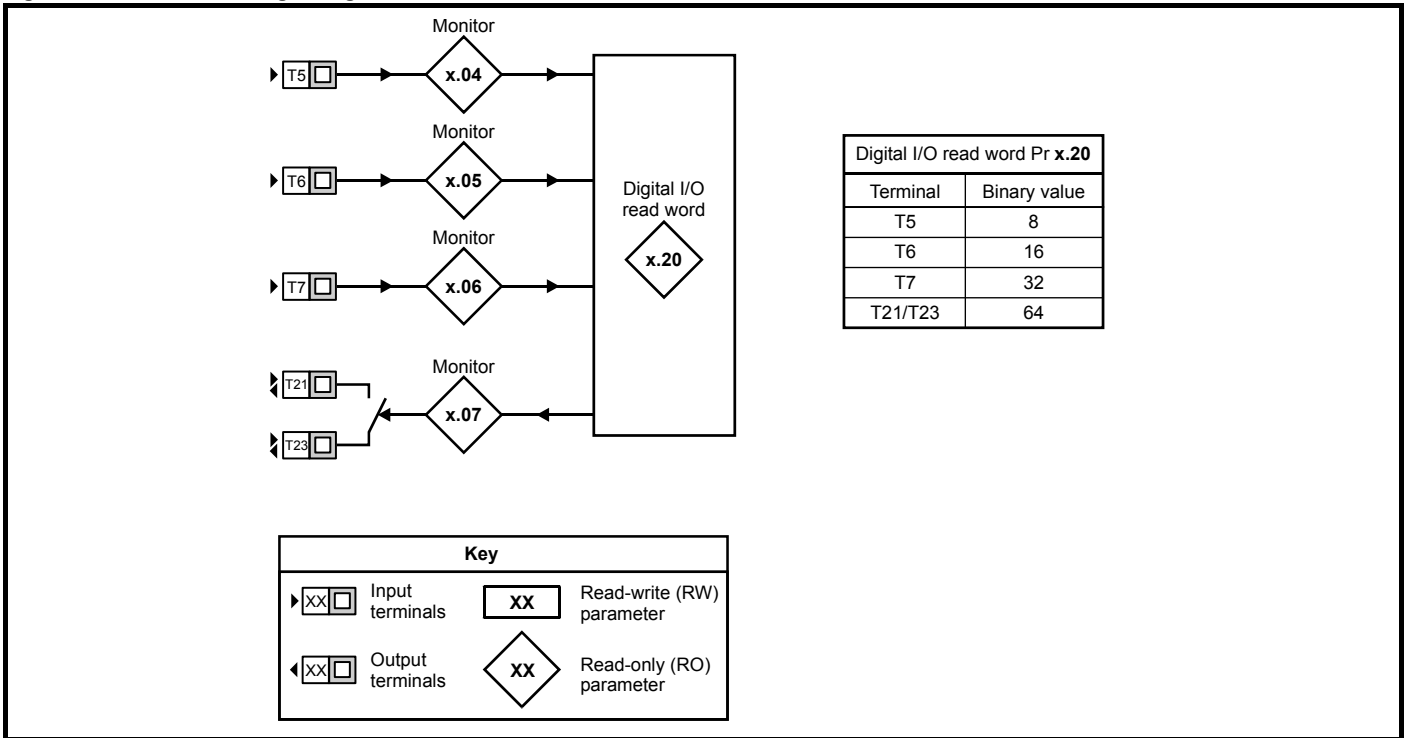 Monitor
T5
x.04
Monitor
T6
x.05
Monitor
T7
x.06
Monitor
T21
x.07
T23
Digital I/O
read word
x.20
Digital I/O read word Pr x.20
Terminal Binary value
T5 8
T6 16
T7 32
T21/T23 64
Key
XX Input
terminals
XX Read-write (RW)
parameter
XX Output
terminals
XX Read-only (RO)
parameter